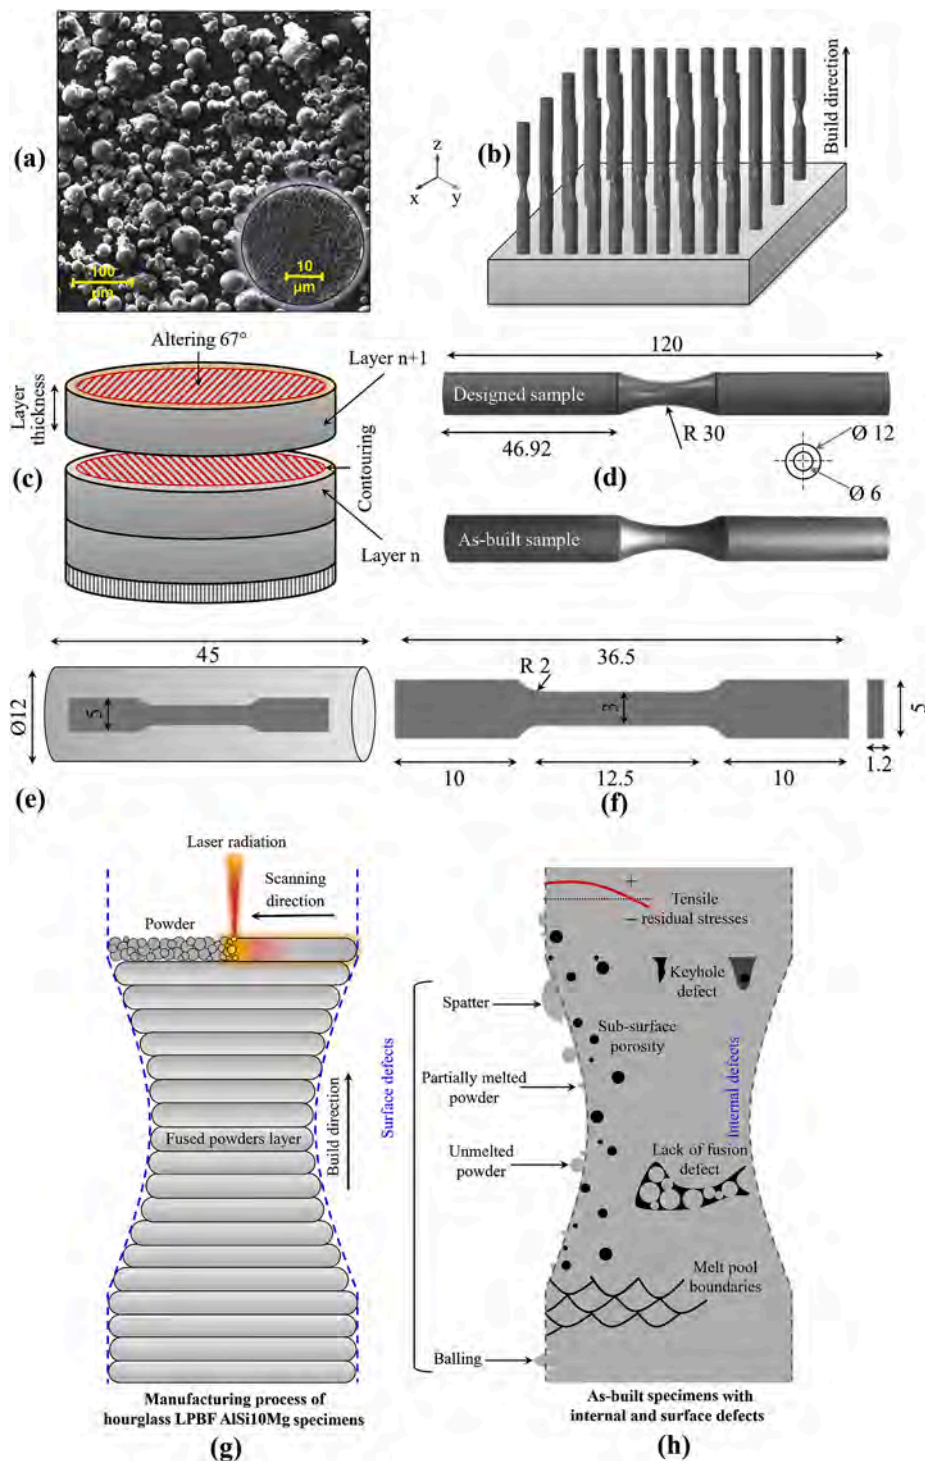 (a)
100
μm
10
μm
z
x
y
(b)
Build direction
Altering 67°
Layer n+1
Layer
thickness
Contouring
(c)
Layer n
120
Designed sample
46.92
R 30
Ø 12
(d)
Ø 6
As-built sample
45
Ø12
5
(e)
36.5
R 2
3
5
10
12.5
10
1.2
(f)
Laser radiation
Scanning
direction
Powder
Fused powders layer
Build direction
Manufacturing process of
hourglass LPBF AlSi10Mg specimens
(g)
+
Tensile
− residual stresses
Keyhole
defect
Spatter
Sub-surface
porosity
Surface defects
Internal defects
Partially melted
powder
Unmelted
powder
Lack of fusion
defect
Melt pool
boundaries
Balling
As-built specimens with
internal and surface defects
(h)